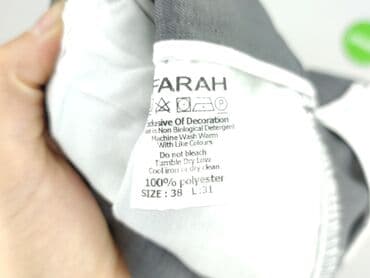 FARAH
Exclusive Of Decoration
Use Non Biological Detergent
Machine Wash Warm
With Like Colours
Do not bleach
Tumble Dry Low
Cool iron or dry clean
100% polyester
SIZE : 38 L:31